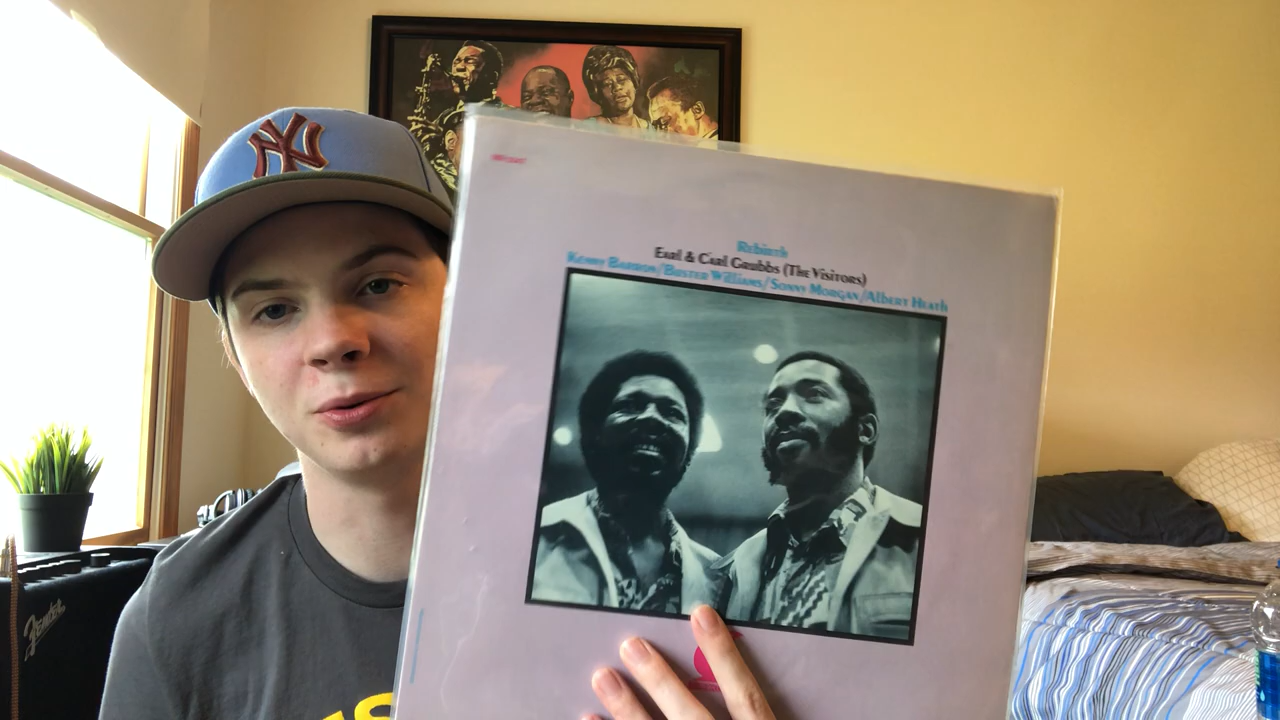 NY
Rebirth
Earl & Carl Grubbs (The Visitors)
Kenny Barron/Buster Williams/Sonny Morgan/Albert Heath
Fender